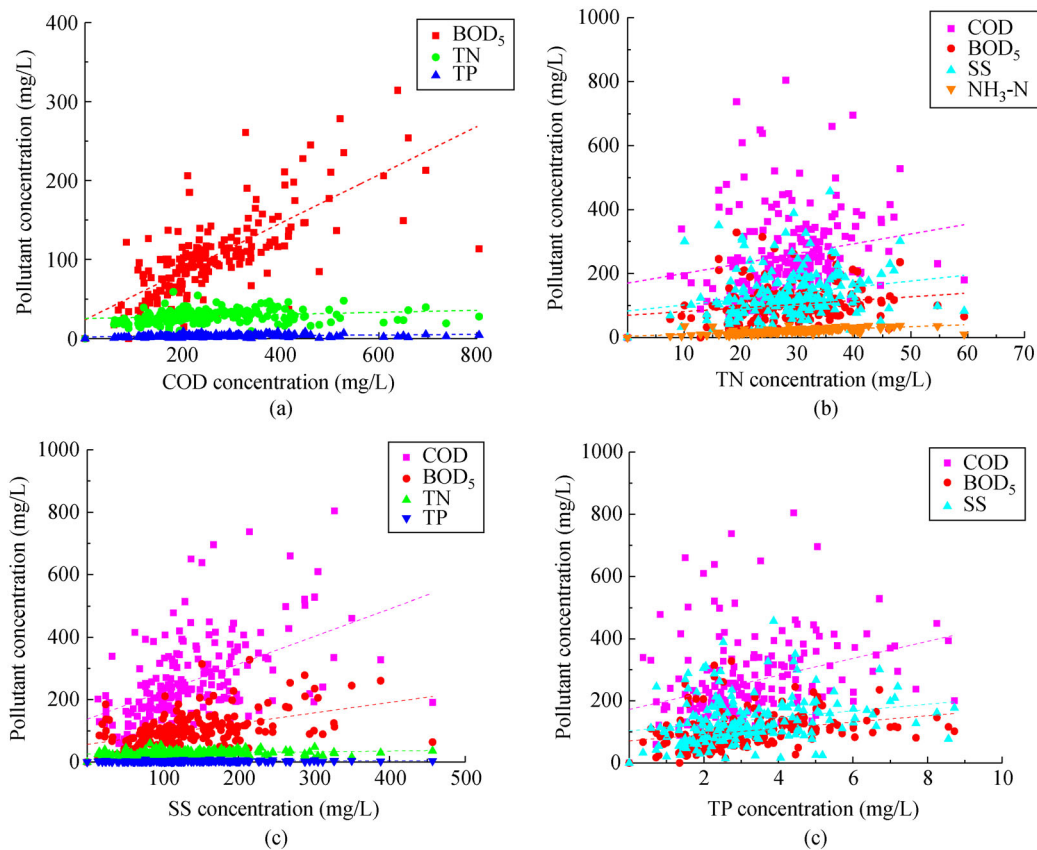 400
300
200
100
0
Pollutant concentration (mg/L)
BOD₅
TN
TP
200
400
600
800
COD concentration (mg/L)
(a)
1000
800
600
400
200
0
Pollutant concentration (mg/L)
COD
BOD₅
SS
NH₃-N
10
20
30
40
50
60
70
TN concentration (mg/L)
(b)
1000
800
600
400
200
0
Pollutant concentration (mg/L)
COD
BOD₅
TN
TP
100
200
300
400
500
SS concentration (mg/L)
(c)
1000
800
600
400
200
0
Pollutant concentration (mg/L)
COD
BOD₅
SS
2
4
6
8
10
TP concentration (mg/L)
(c)